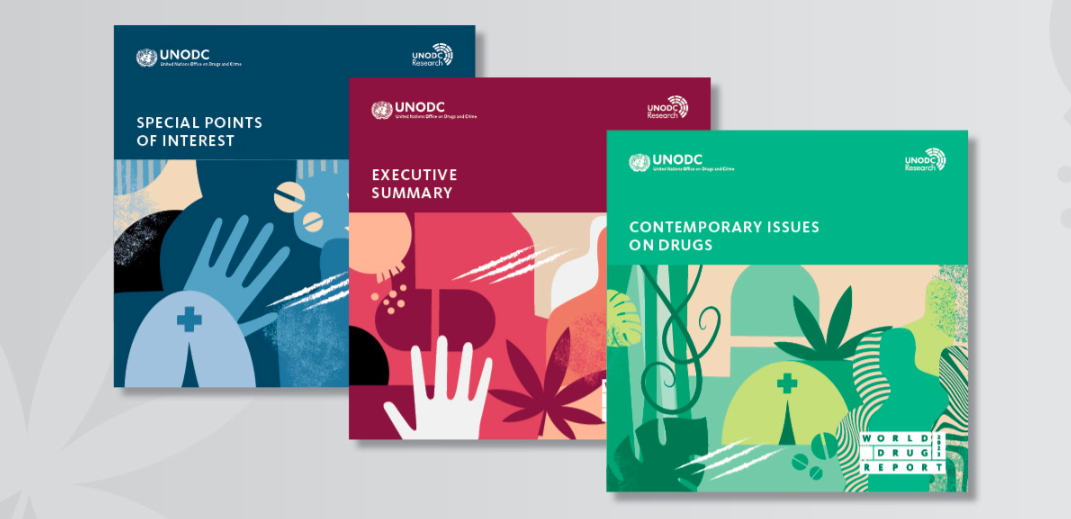 UNODC
United Nations Office on Drugs and Crime
UNODC
Research
SPECIAL POINTS
OF INTEREST
UNODC
United Nations Office on Drugs and Crime
UNODC
Research
EXECUTIVE
SUMMARY
UNODC
United Nations Office on Drugs and Crime
UNODC
Research
CONTEMPORARY ISSUES
ON DRUGS
WORLD
DRUG
REPORT